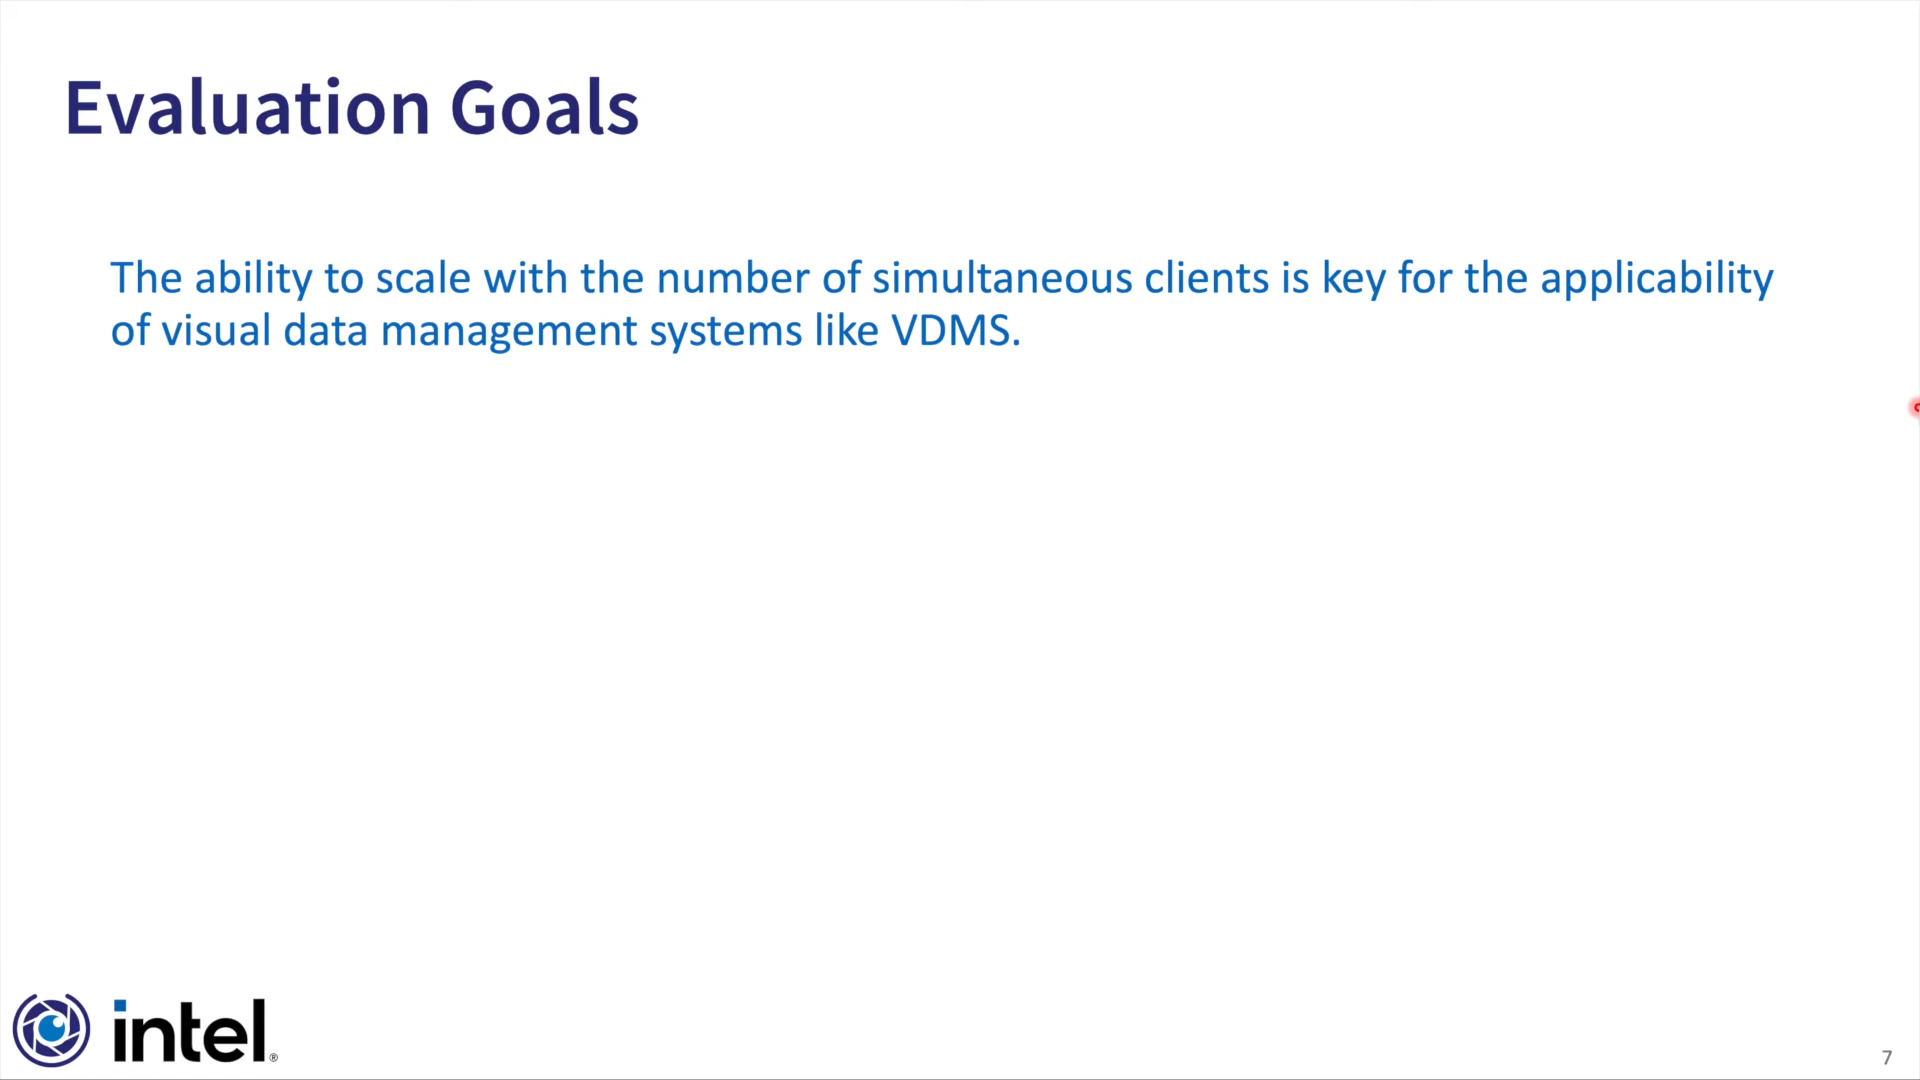 Evaluation Goals
The ability to scale with the number of simultaneous clients is key for the applicability
of visual data management systems like VDMS.
intel®
7